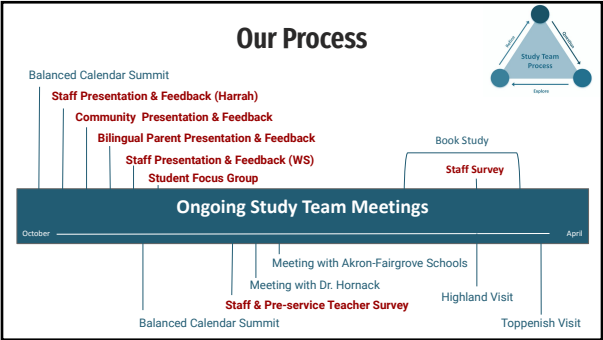 Our Process
Study Team
Process
Refine
Question
Explore
Balanced Calendar Summit
Staff Presentation & Feedback (Harrah)
Community Presentation & Feedback
Bilingual Parent Presentation & Feedback
Staff Presentation & Feedback (WS)
Student Focus Group
Book Study
Staff Survey
Ongoing Study Team Meetings
October
April
Meeting with Akron-Fairgrove Schools
Meeting with Dr. Hornack
Staff & Pre-service Teacher Survey
Balanced Calendar Summit
Highland Visit
Toppenish Visit